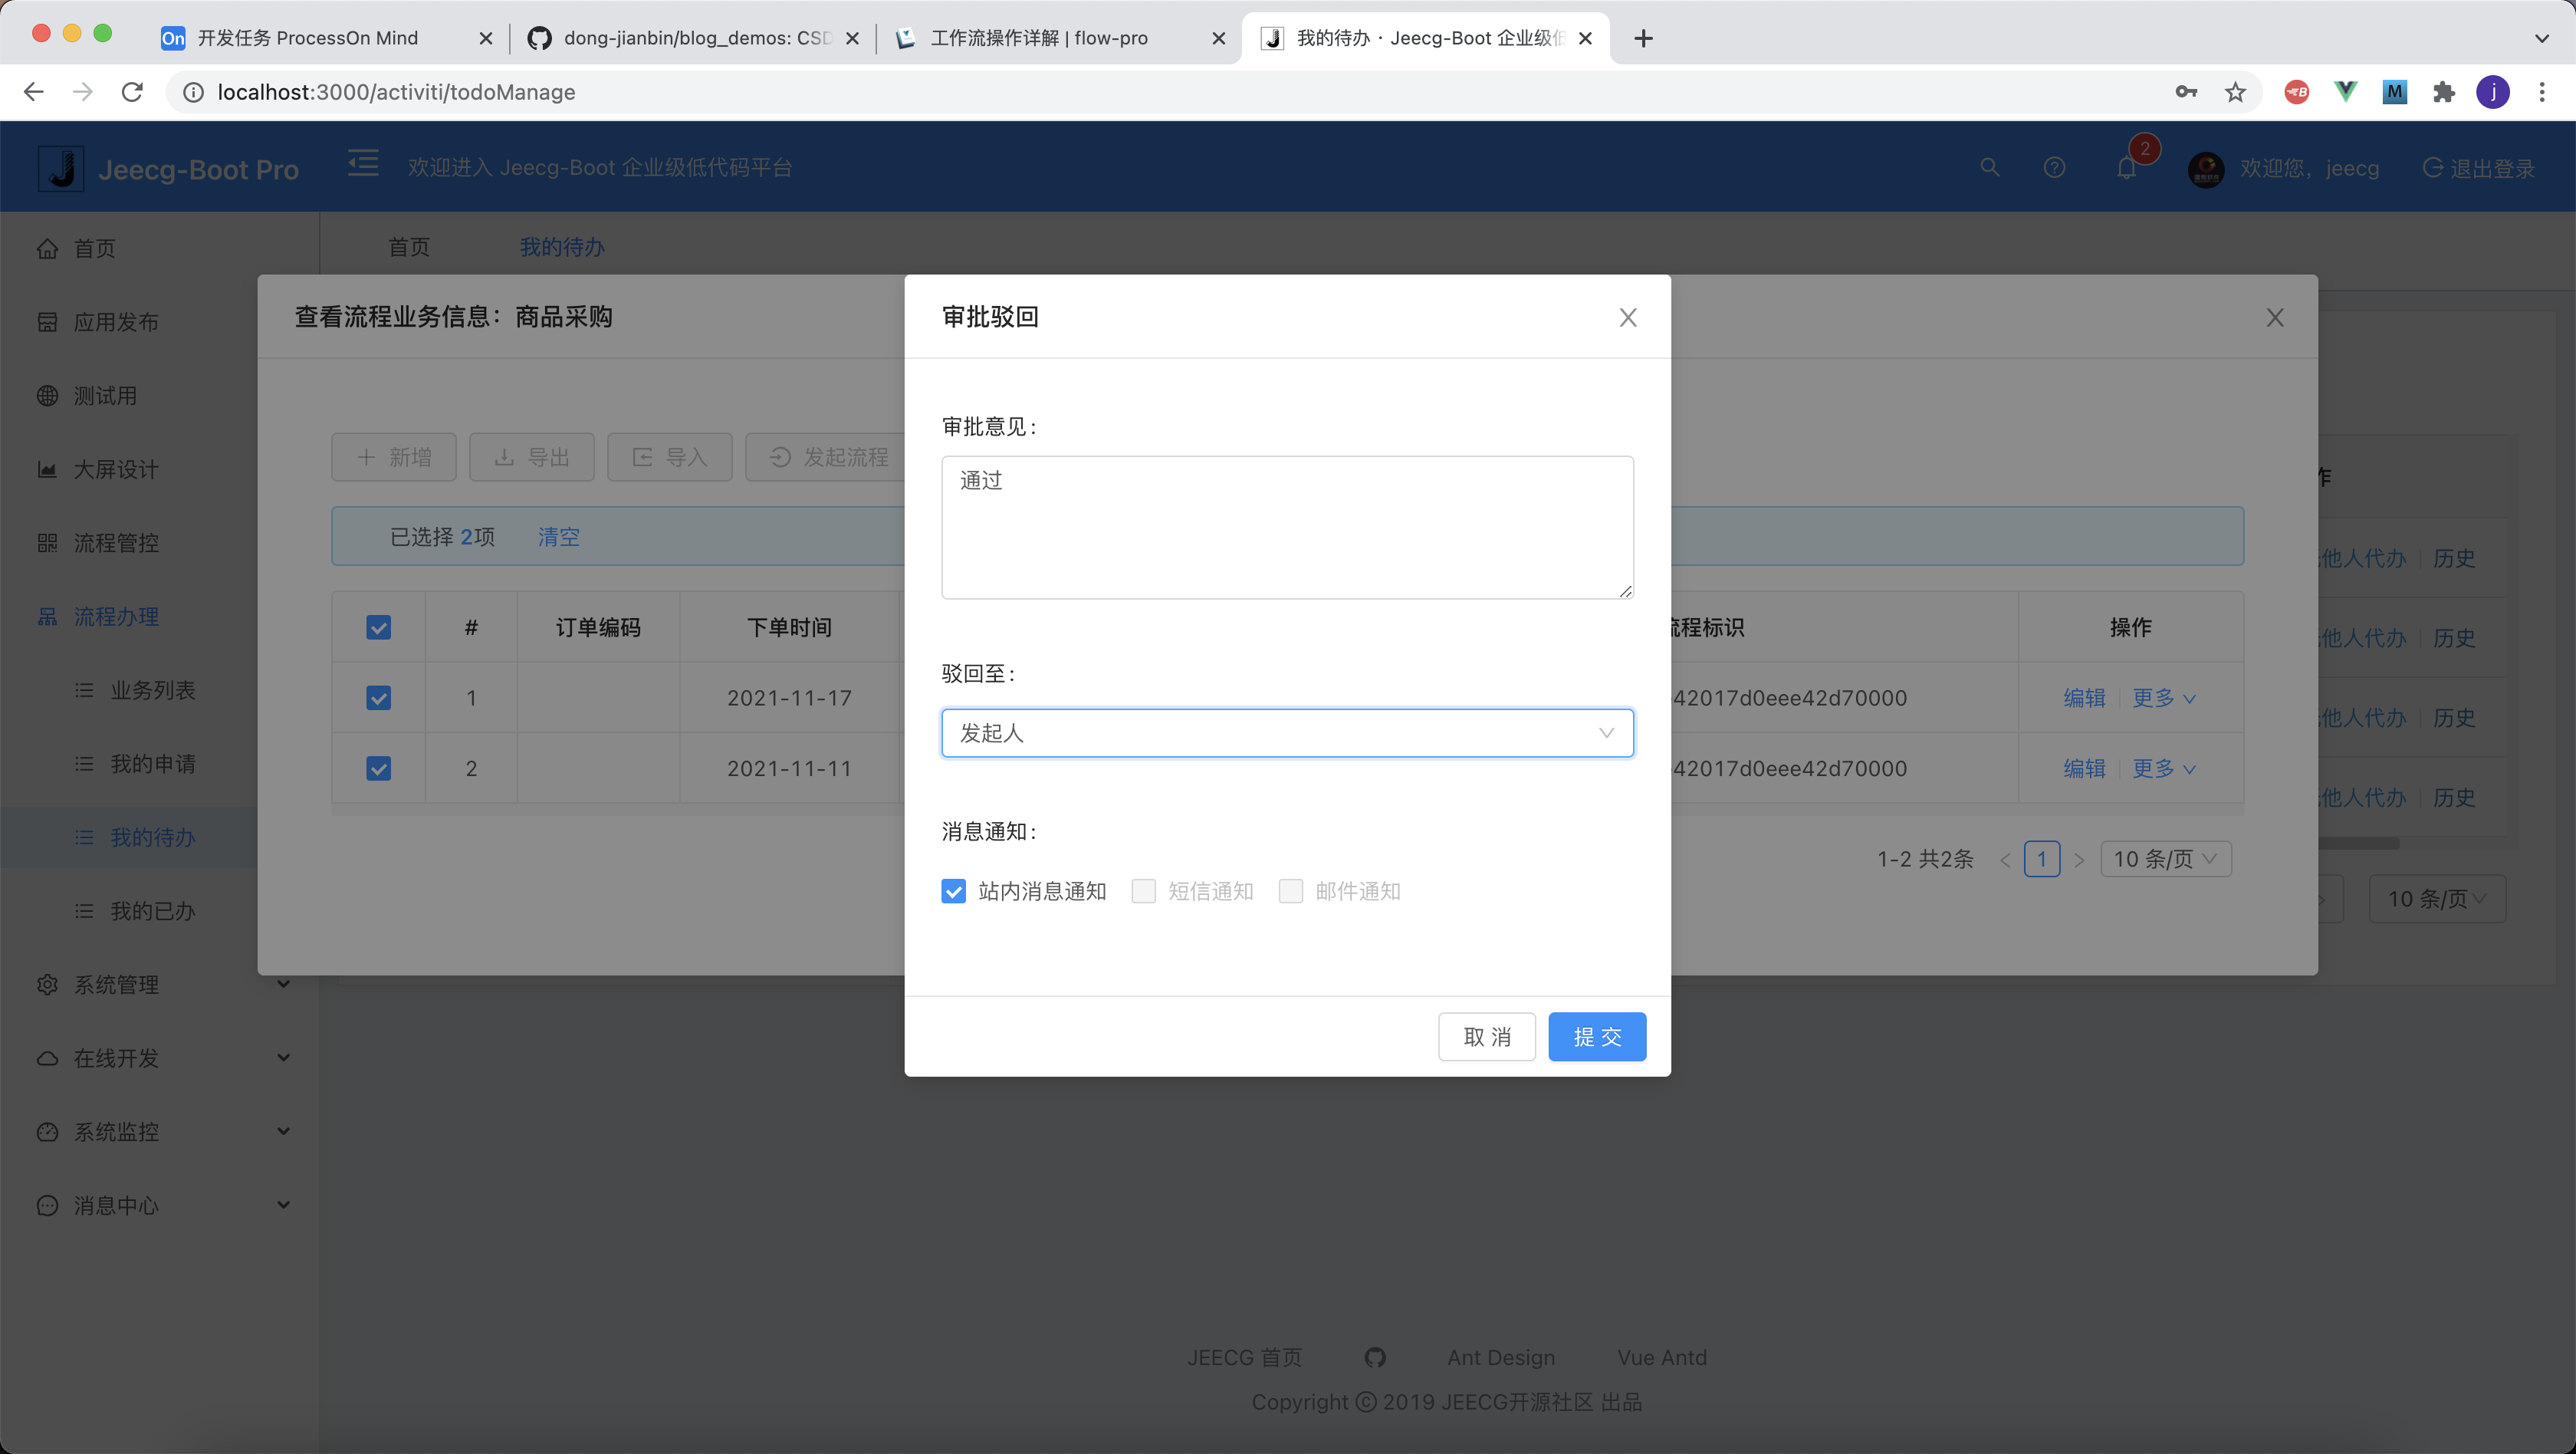 On 开发任务 ProcessOn Mind
dong-jianbin/blog_demos: CSD
工作流操作详解 | flow-pro
我的待办 · Jeecg-Boot 企业级低
localhost:3000/activiti/todoManage
B
M
j
Jeecg-Boot Pro
欢迎进入 Jeecg-Boot 企业级低代码平台
2
欢迎您，jeecg
退出登录
首页
应用发布
测试用
大屏设计
流程管控
流程办理
业务列表
我的申请
我的待办
我的已办
系统管理
在线开发
系统监控
消息中心
首页
我的待办
查看流程业务信息：商品采购
新增
导出
导入
发起流程
已选择 2项 清空
# 订单编码 下单时间
流程标识 操作
1 2021-11-17
42017d0eee42d70000 编辑 更多
2 2021-11-11
42017d0eee42d70000 编辑 更多
1-2 共2条 < 1 > 10 条/页
作
他人代办 历史
他人代办 历史
他人代办 历史
他人代办 历史
10 条/页
审批驳回
审批意见：
通过
驳回至：
发起人
消息通知：
站内消息通知 短信通知 邮件通知
取 消
提 交
JEECG 首页 Ant Design Vue Antd
Copyright © 2019 JEECG开源社区 出品